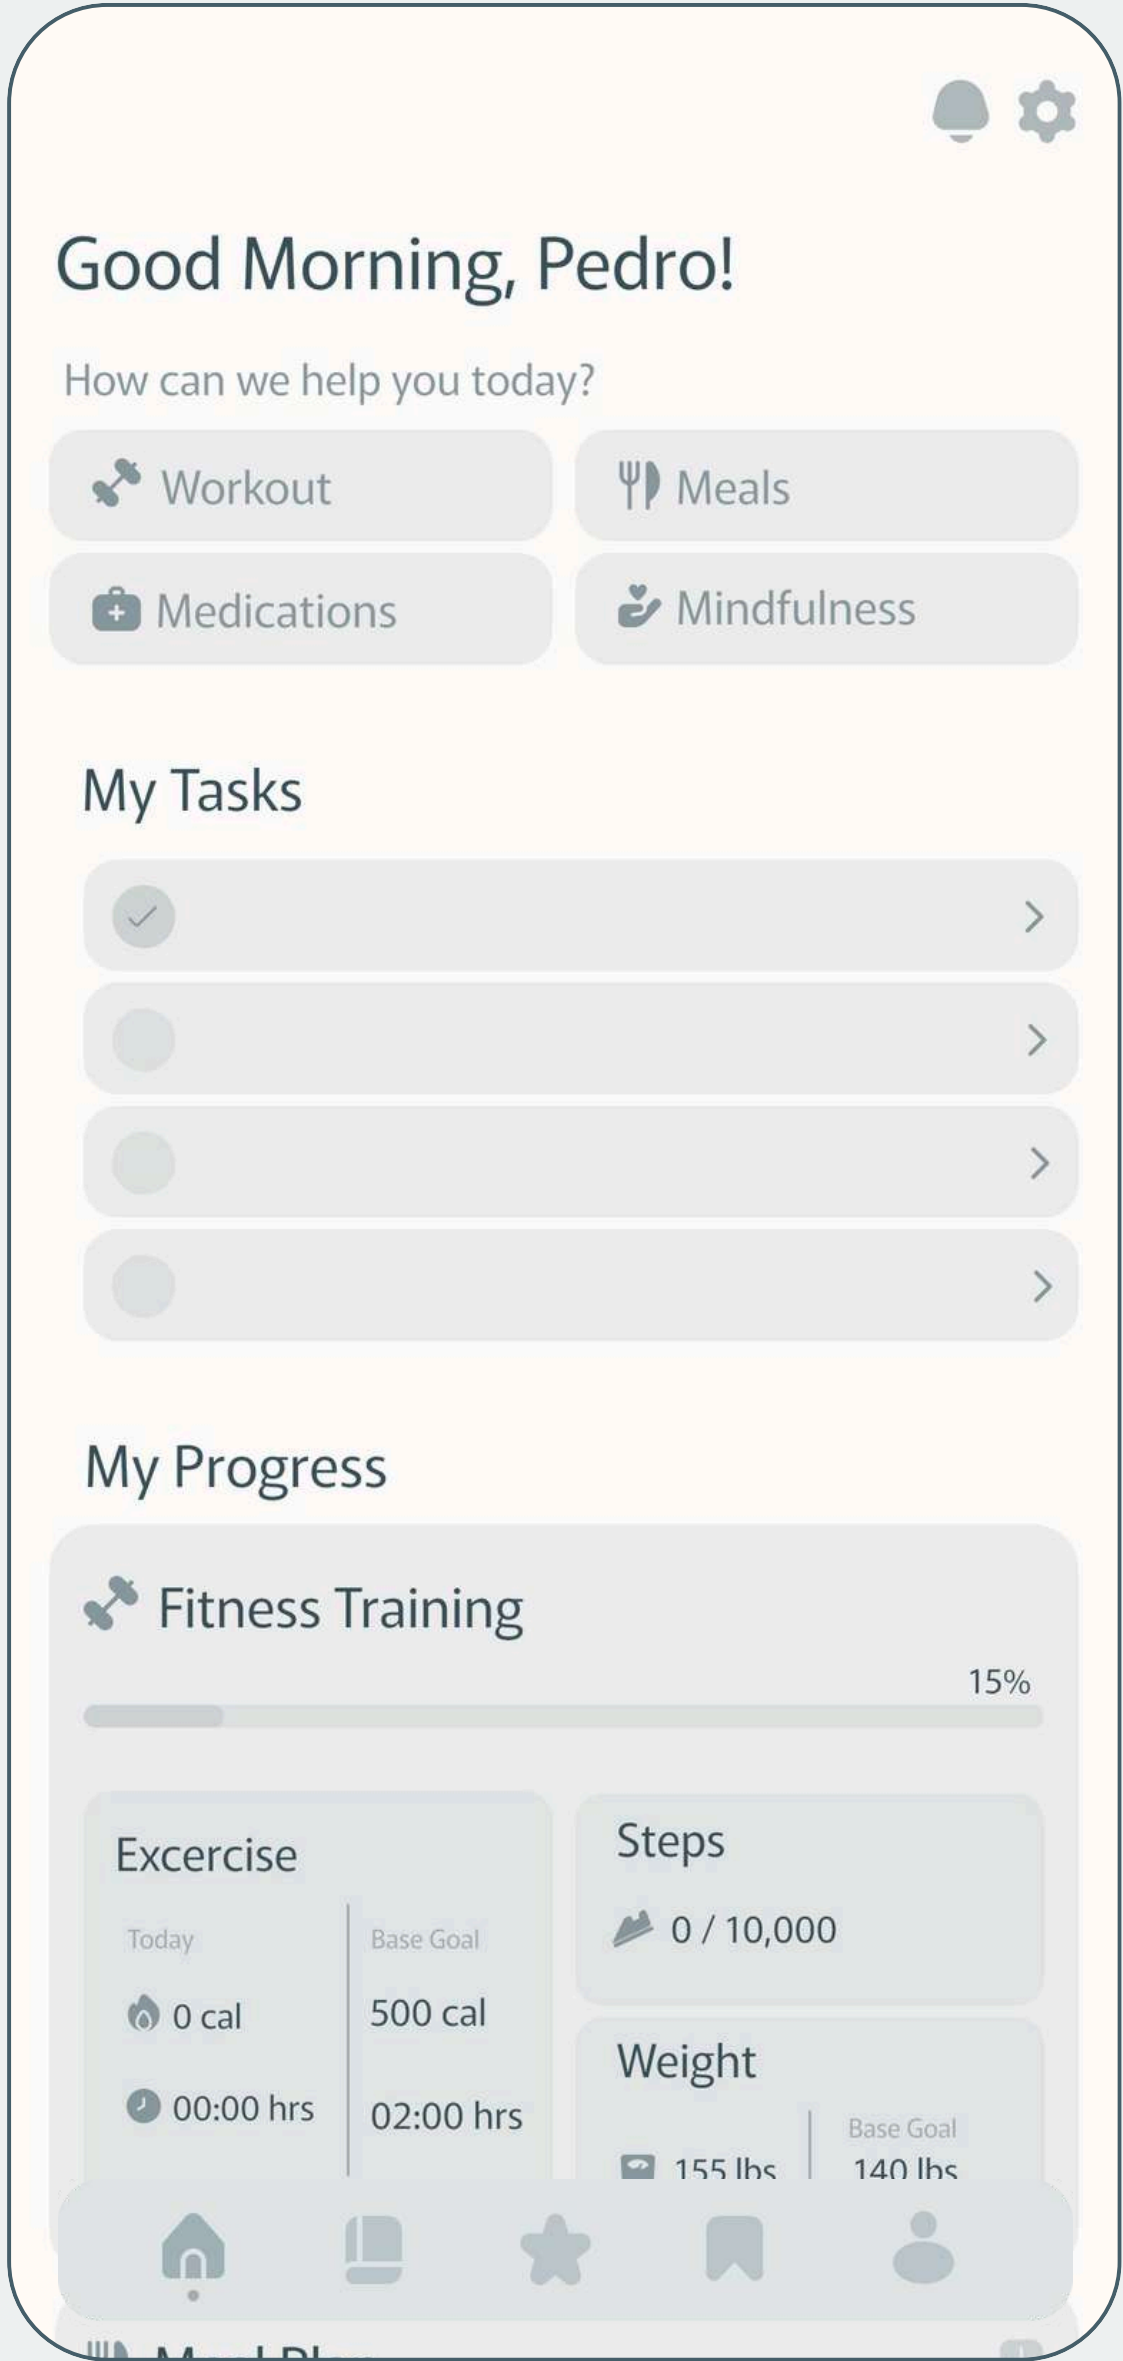 Good Morning, Pedro!
How can we help you today?
Workout
Meals
Medications
Mindfulness
My Tasks
My Progress
Fitness Training
15%
Excercise
Today
Base Goal
0 cal
500 cal
00:00 hrs
02:00 hrs
Steps
0 / 10,000
Weight
Base Goal
155 lbs
140 lbs